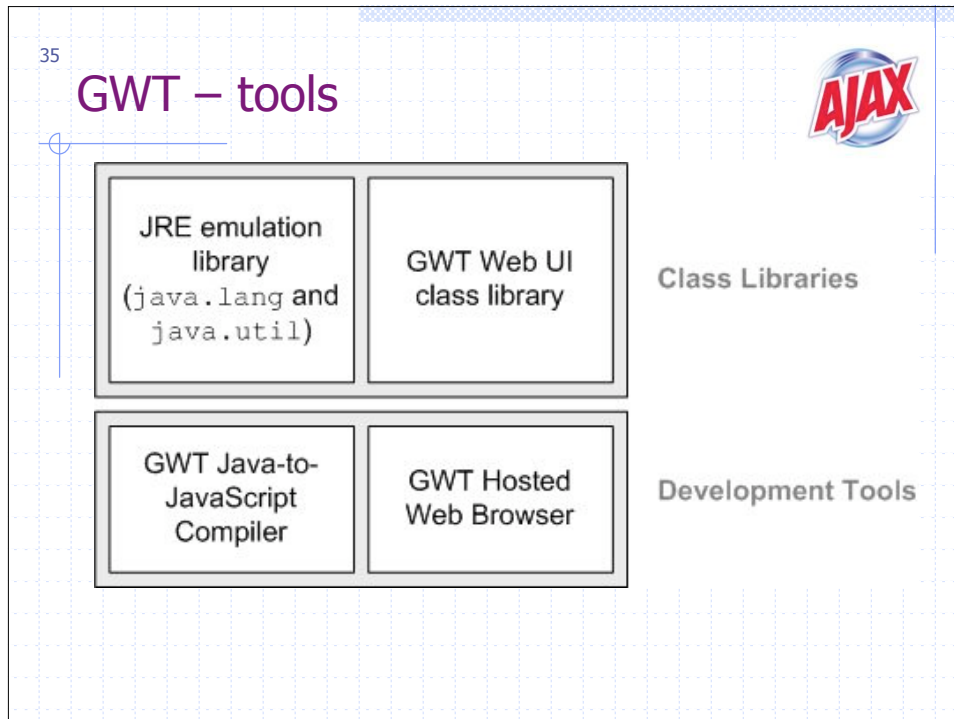 35
GWT – tools
AJAX
JRE emulation
library
(java.lang and
java.util)
GWT Web UI
class library
Class Libraries
GWT Java-to-
JavaScript
Compiler
GWT Hosted
Web Browser
Development Tools